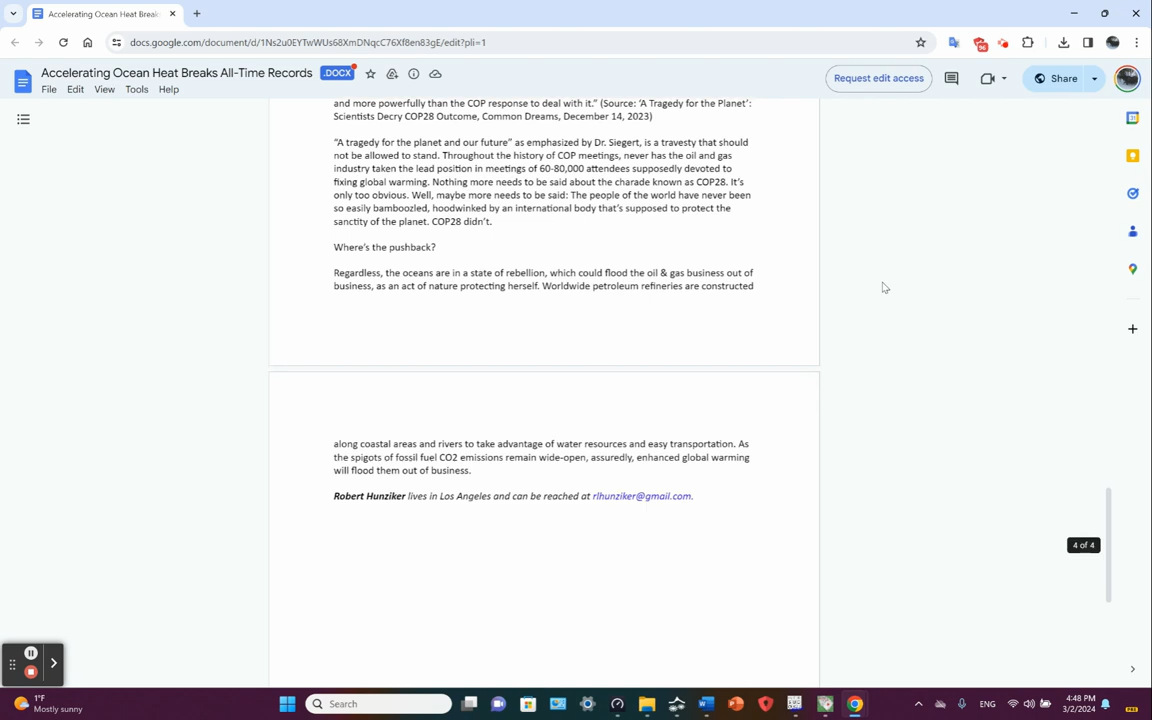 Accelerating Ocean Heat Break
docs.google.com/document/d/1Ns2u0EYTwWUs68XmDNqcC76Xf8en83gE/edit?pli=1
96
Accelerating Ocean Heat Breaks All-Time Records
.DOCX
File Edit View Tools Help
Request edit access
Share
and more powerfully than the COP response to deal with it.” (Source: ‘A Tragedy for the Planet’:
Scientists Decry COP28 Outcome, Common Dreams, December 14, 2023)
“A tragedy for the planet and our future” as emphasized by Dr. Siegert, is a travesty that should
not be allowed to stand. Throughout the history of COP meetings, never has the oil and gas
industry taken the lead position in meetings of 60-80,000 attendees supposedly devoted to
fixing global warming. Nothing more needs to be said about the charade known as COP28. It’s
only too obvious. Well, maybe more needs to be said: The people of the world have never been
so easily bamboozled, hoodwinked by an international body that’s supposed to protect the
sanctity of the planet. COP28 didn’t.
Where’s the pushback?
Regardless, the oceans are in a state of rebellion, which could flood the oil & gas business out of
business, as an act of nature protecting herself. Worldwide petroleum refineries are constructed
along coastal areas and rivers to take advantage of water resources and easy transportation. As
the spigots of fossil fuel CO2 emissions remain wide-open, assuredly, enhanced global warming
will flood them out of business.
Robert Hunziker lives in Los Angeles and can be reached at rlhunziker@gmail.com.
4 of 4
1°F
Mostly sunny
Search
ENG
4:48 PM
3/2/2024